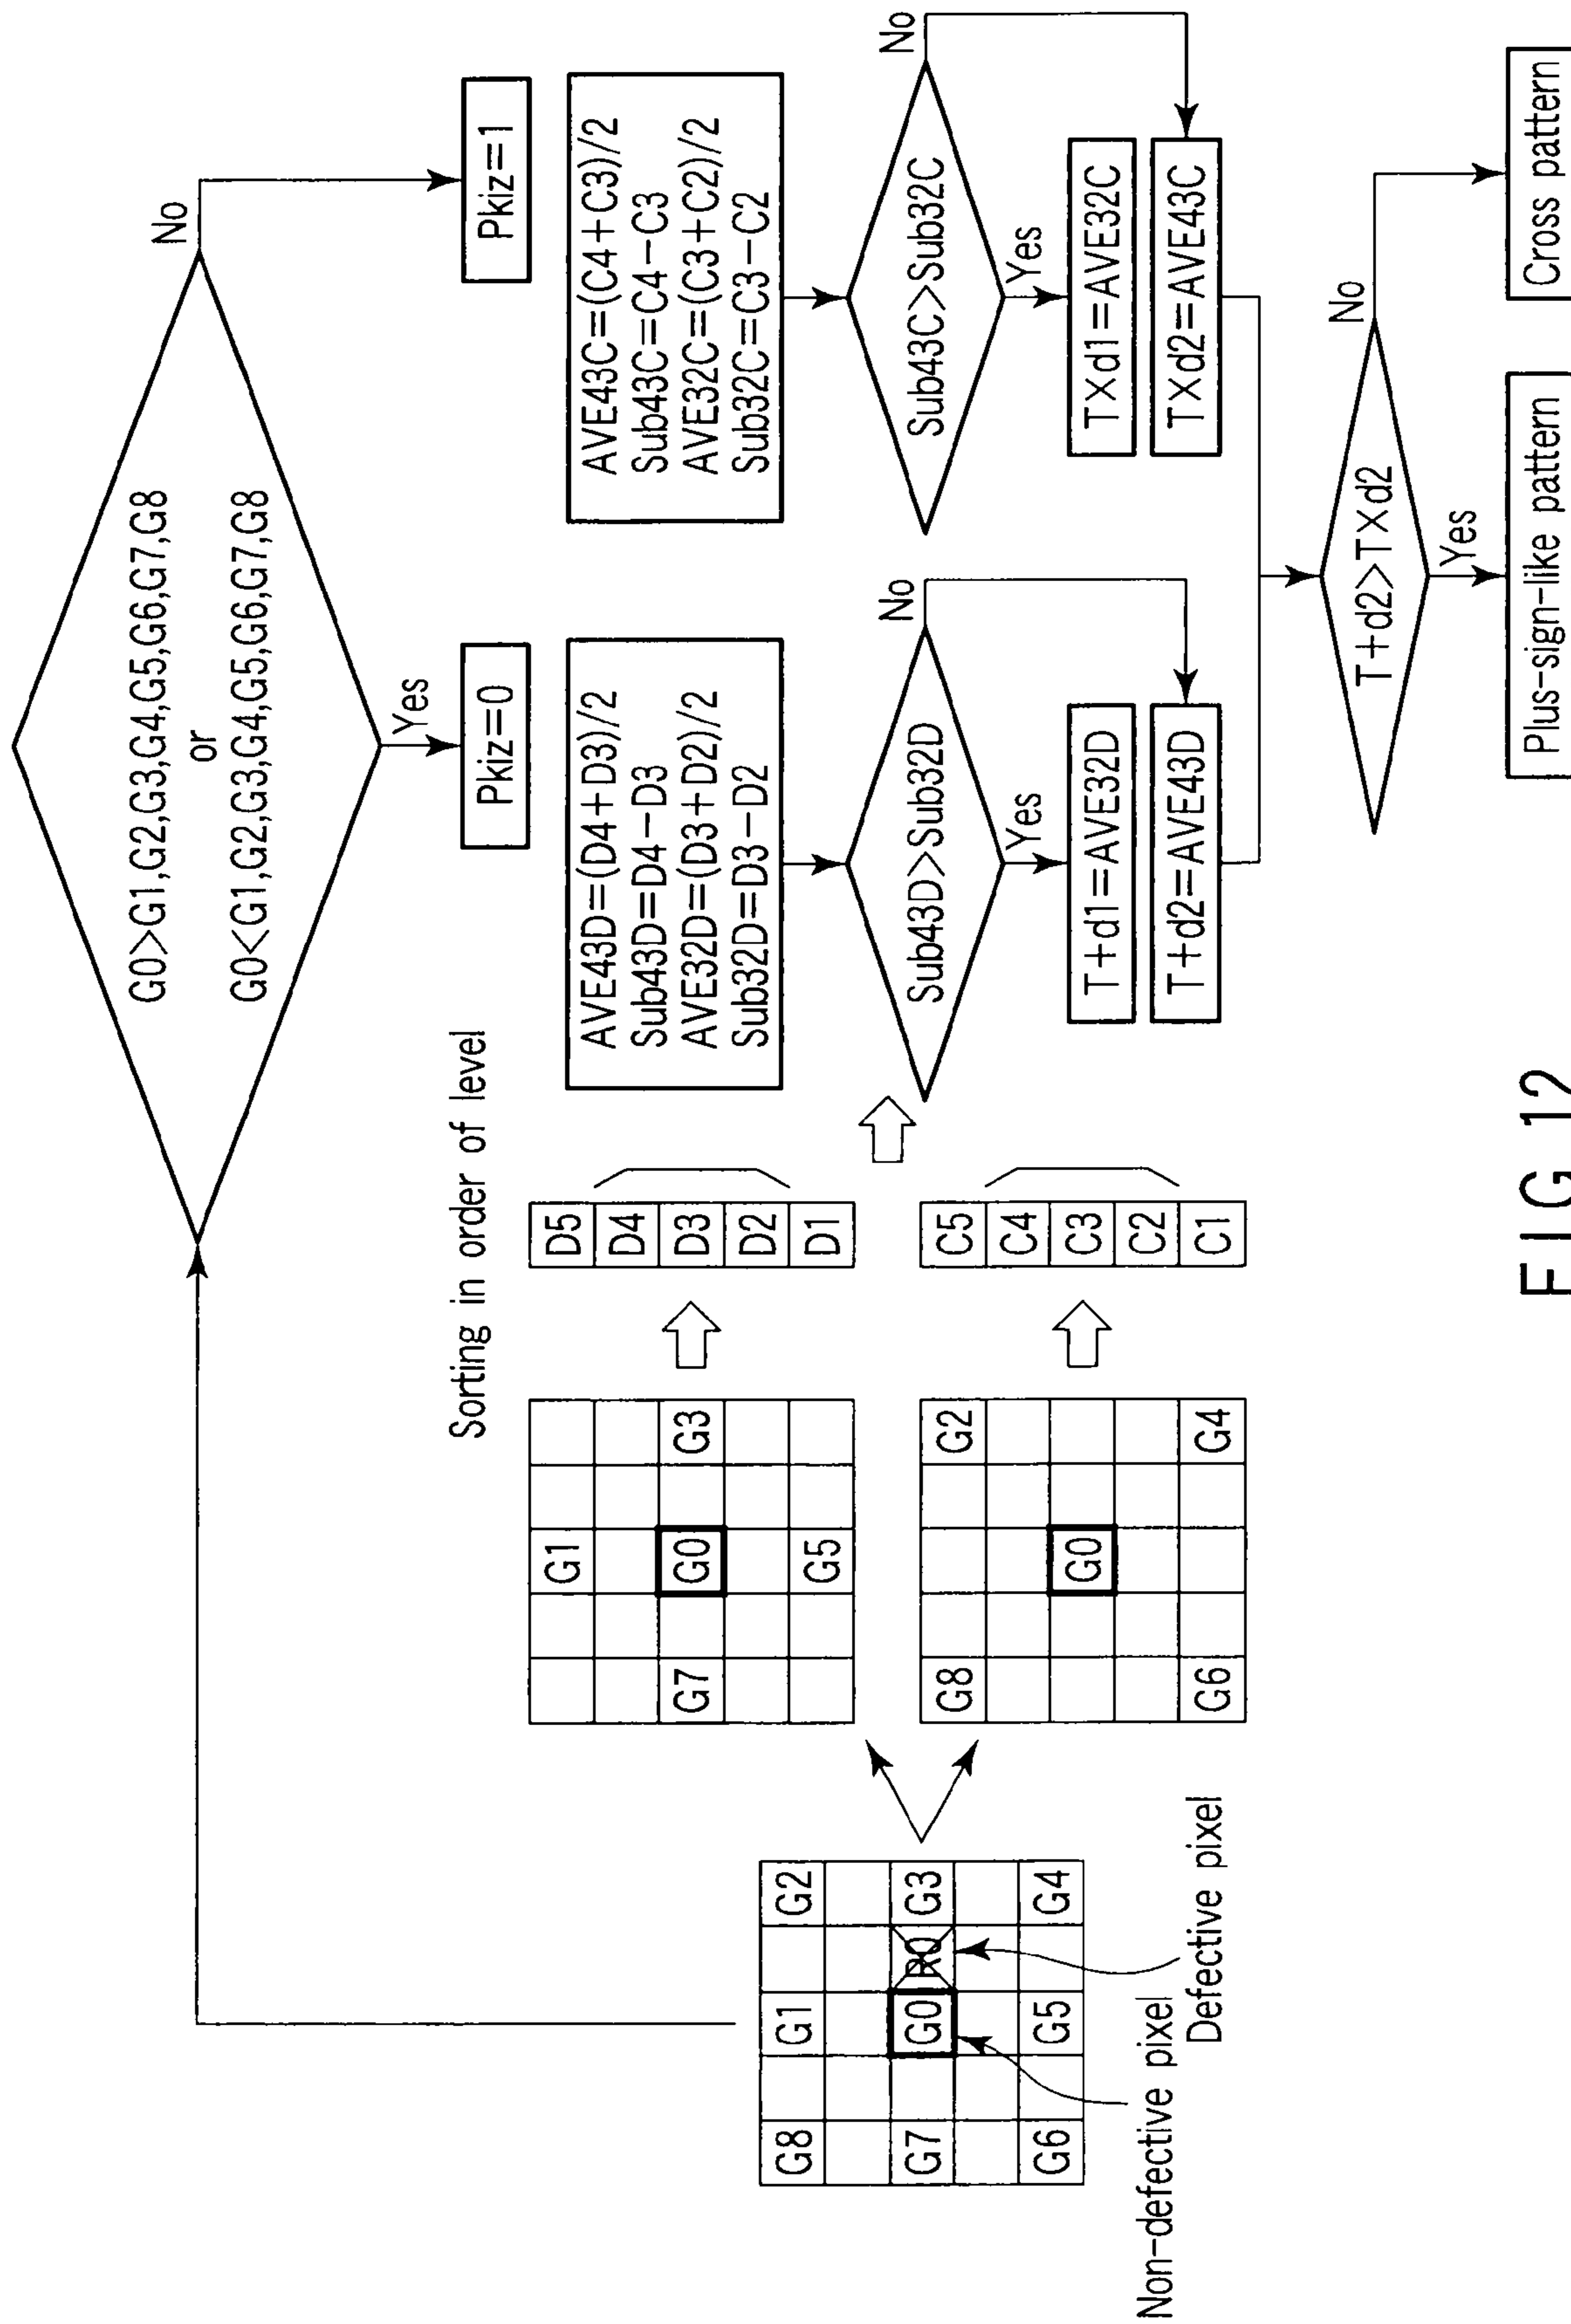 G0>G1,G2,G3,G4,G5,G6,G7,G8
or
G0<G1,G2,G3,G4,G5,G6,G7,G8
No
Yes
Pkiz=0
Pkiz=1
Sorting in order of level
G8 G1 G2
G7 G0 R0 G3
G6 G5 G4
Non-defective pixel
Defective pixel
G1
G7 G0 G3
G5
G8 G2
G0
G6 G4
D5
D4
D3
D2
D1
C5
C4
C3
C2
C1
AVE43D=(D4+D3)/2
Sub43D=D4-D3
AVE32D=(D3+D2)/2
Sub32D=D3-D2
Sub43D>Sub32D
No
Yes
T+d1=AVE32D
T+d2=AVE43D
AVE43C=(C4+C3)/2
Sub43C=C4-C3
AVE32C=(C3+C2)/2
Sub32C=C3-C2
Sub43C>Sub32C
No
Yes
T×d1=AVE32C
T×d2=AVE43C
T+d2>T×d2
No
Yes
Plus-sign-like pattern
Cross pattern
FIG 12